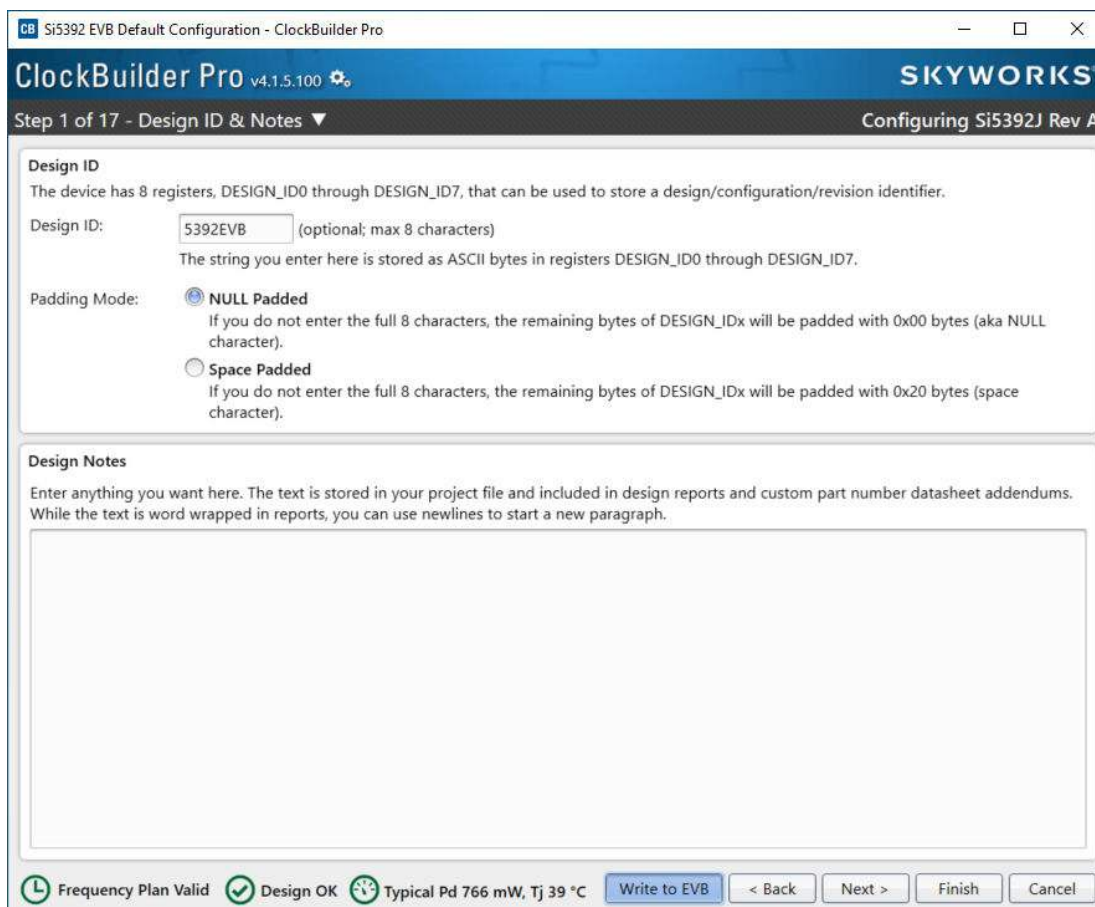 CB Si5392 EVB Default Configuration - ClockBuilder Pro
ClockBuilder Pro v4.1.5.100 SKYWORKS
Step 1 of 17 - Design ID & Notes ▼ Configuring Si5392J Rev A
Design ID
The device has 8 registers, DESIGN_ID0 through DESIGN_ID7, that can be used to store a design/configuration/revision identifier.
Design ID: 5392EVB (optional; max 8 characters)
The string you enter here is stored as ASCII bytes in registers DESIGN_ID0 through DESIGN_ID7.
Padding Mode: NULL Padded
If you do not enter the full 8 characters, the remaining bytes of DESIGN_IDx will be padded with 0x00 bytes (aka NULL
character).
Space Padded
If you do not enter the full 8 characters, the remaining bytes of DESIGN_IDx will be padded with 0x20 bytes (space
character).
Design Notes
Enter anything you want here. The text is stored in your project file and included in design reports and custom part number datasheet addendums.
While the text is word wrapped in reports, you can use newlines to start a new paragraph.
Frequency Plan Valid Design OK Typical Pd 766 mW, Tj 39 °C Write to EVB < Back Next > Finish Cancel